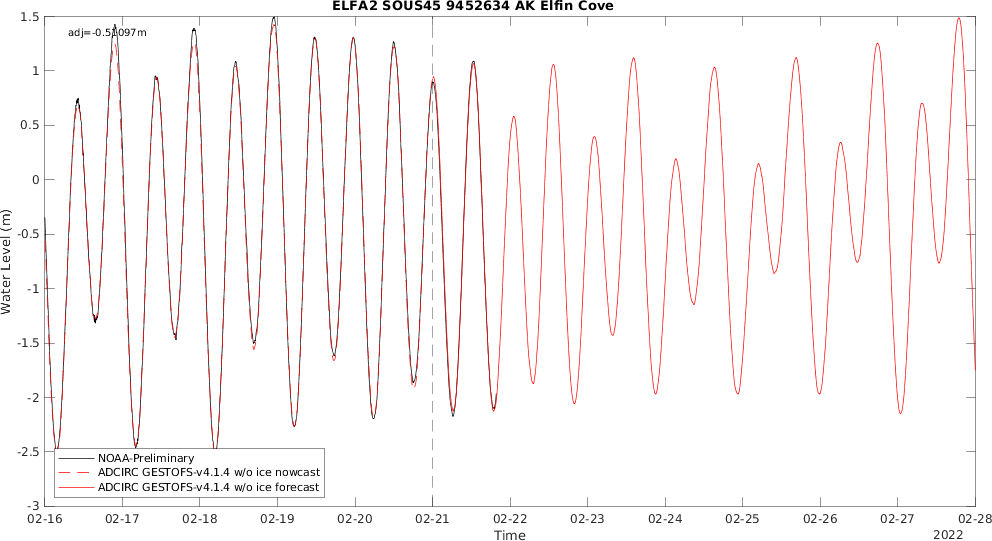 ELFA2 SOUS45 9452634 AK Elfin Cove
adj=-0.51097m
1.5
1
0.5
0
-0.5
-1
-1.5
-2
-2.5
-3
Water Level (m)
NOAA-Preliminary
ADCIRC GESTOFS-v4.1.4 w/o ice nowcast
ADCIRC GESTOFS-v4.1.4 w/o ice forecast
02-16 02-17 02-18 02-19 02-20 02-21 02-22 02-23 02-24 02-25 02-26 02-27 02-28
Time
2022